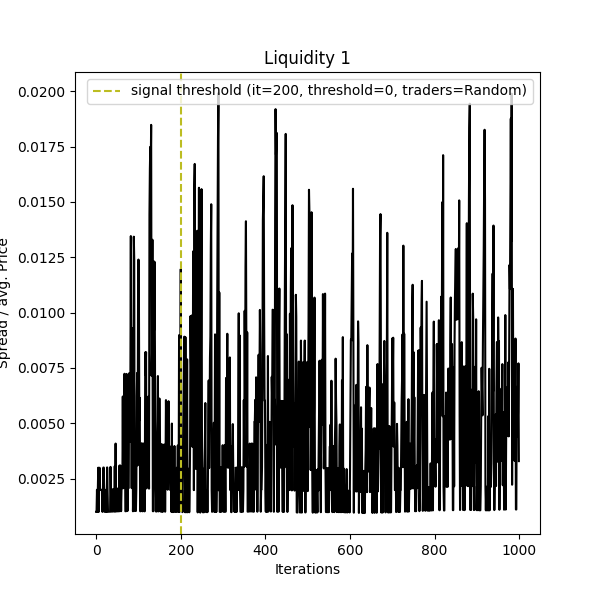 Liquidity 1
signal threshold (it=200, threshold=0, traders=Random)
Spread / avg. Price
0.0200
0.0175
0.0150
0.0125
0.0100
0.0075
0.0050
0.0025
0 200 400 600 800 1000
Iterations